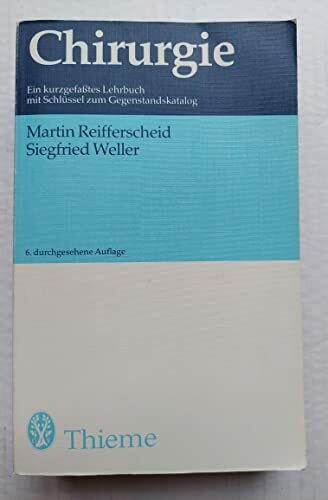 Chirurgie
Ein kurzgefaßtes Lehrbuch
mit Schlüssel zum Gegenstandskatalog
Martin Reifferscheid
Siegfried Weller
6. durchgesehene Auflage
Thieme